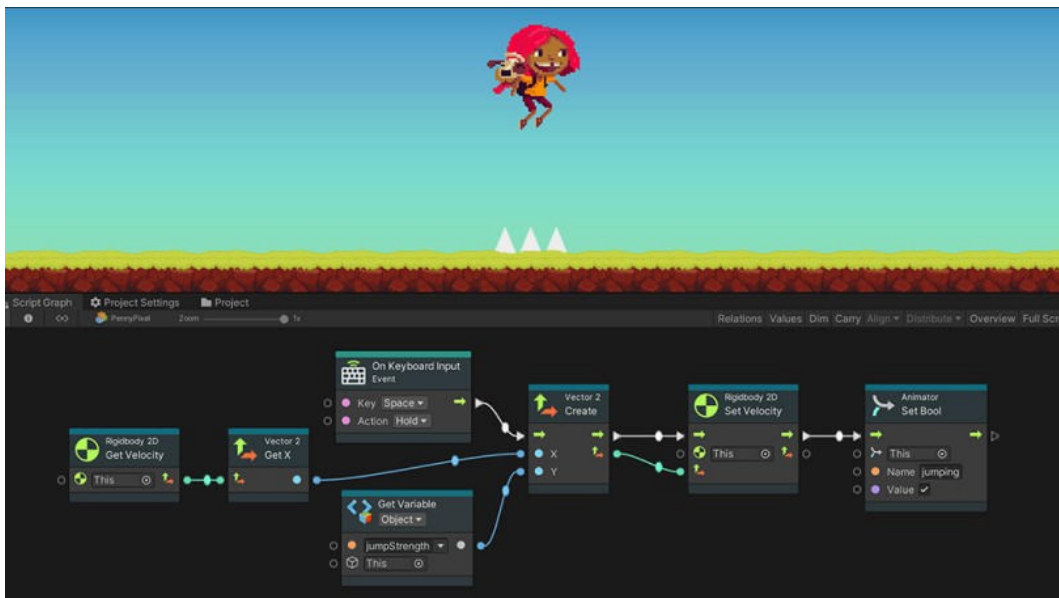 Script Graph Project Settings Project
PennyPixel Zoom 1x Relations Values Dim Carry Align Distribute Overview Full Scr
On Keyboard Input
Event
Key Space
Action Hold
Rigidbody 2D
Get Velocity
This
Vector 2
Get X
Get Variable
Object
jumpStrength
This
Vector 2
Create
X
Y
Rigidbody 2D
Set Velocity
This
Animator
Set Bool
This
Name jumping
Value